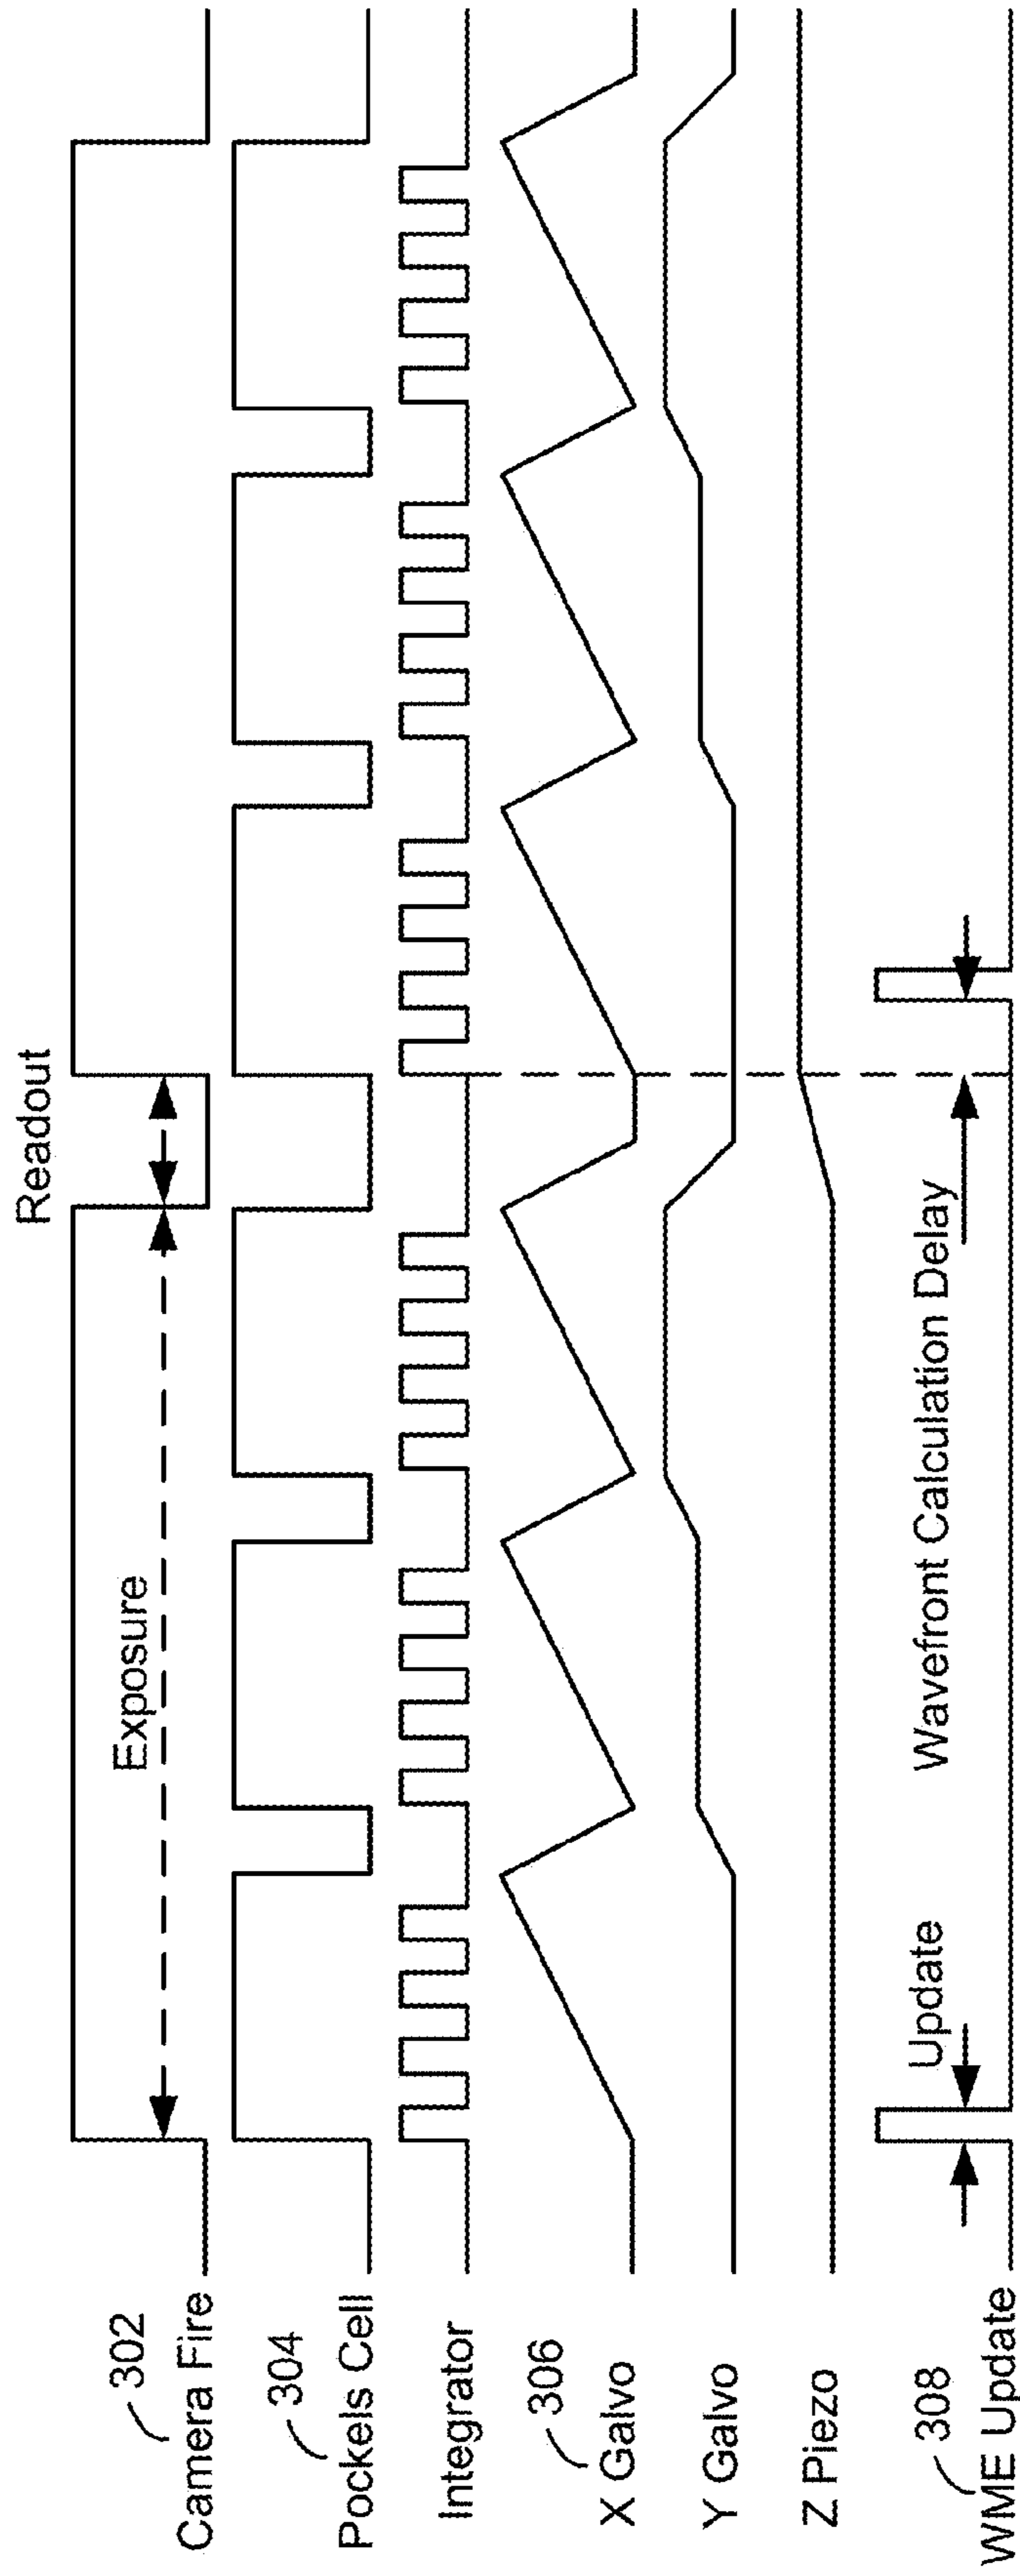 Readout
Exposure
302
Camera Fire
304
Pockels Cell
Integrator
306
X Galvo
Y Galvo
Z Piezo
Update
Wavefront Calculation Delay
308
WME Update